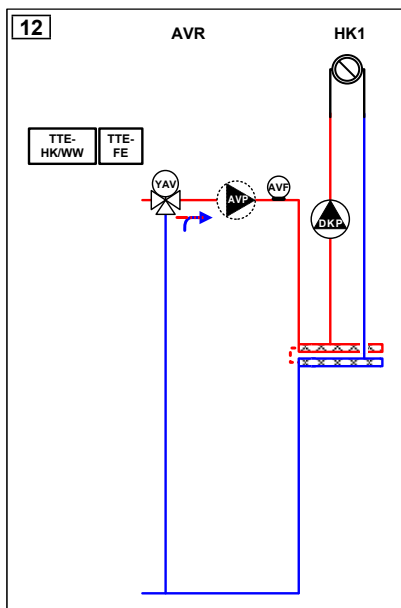 12
AVR
HK1
TTE-
HK/WW
TTE-
FE
YAV
AVP
AVF
DKP